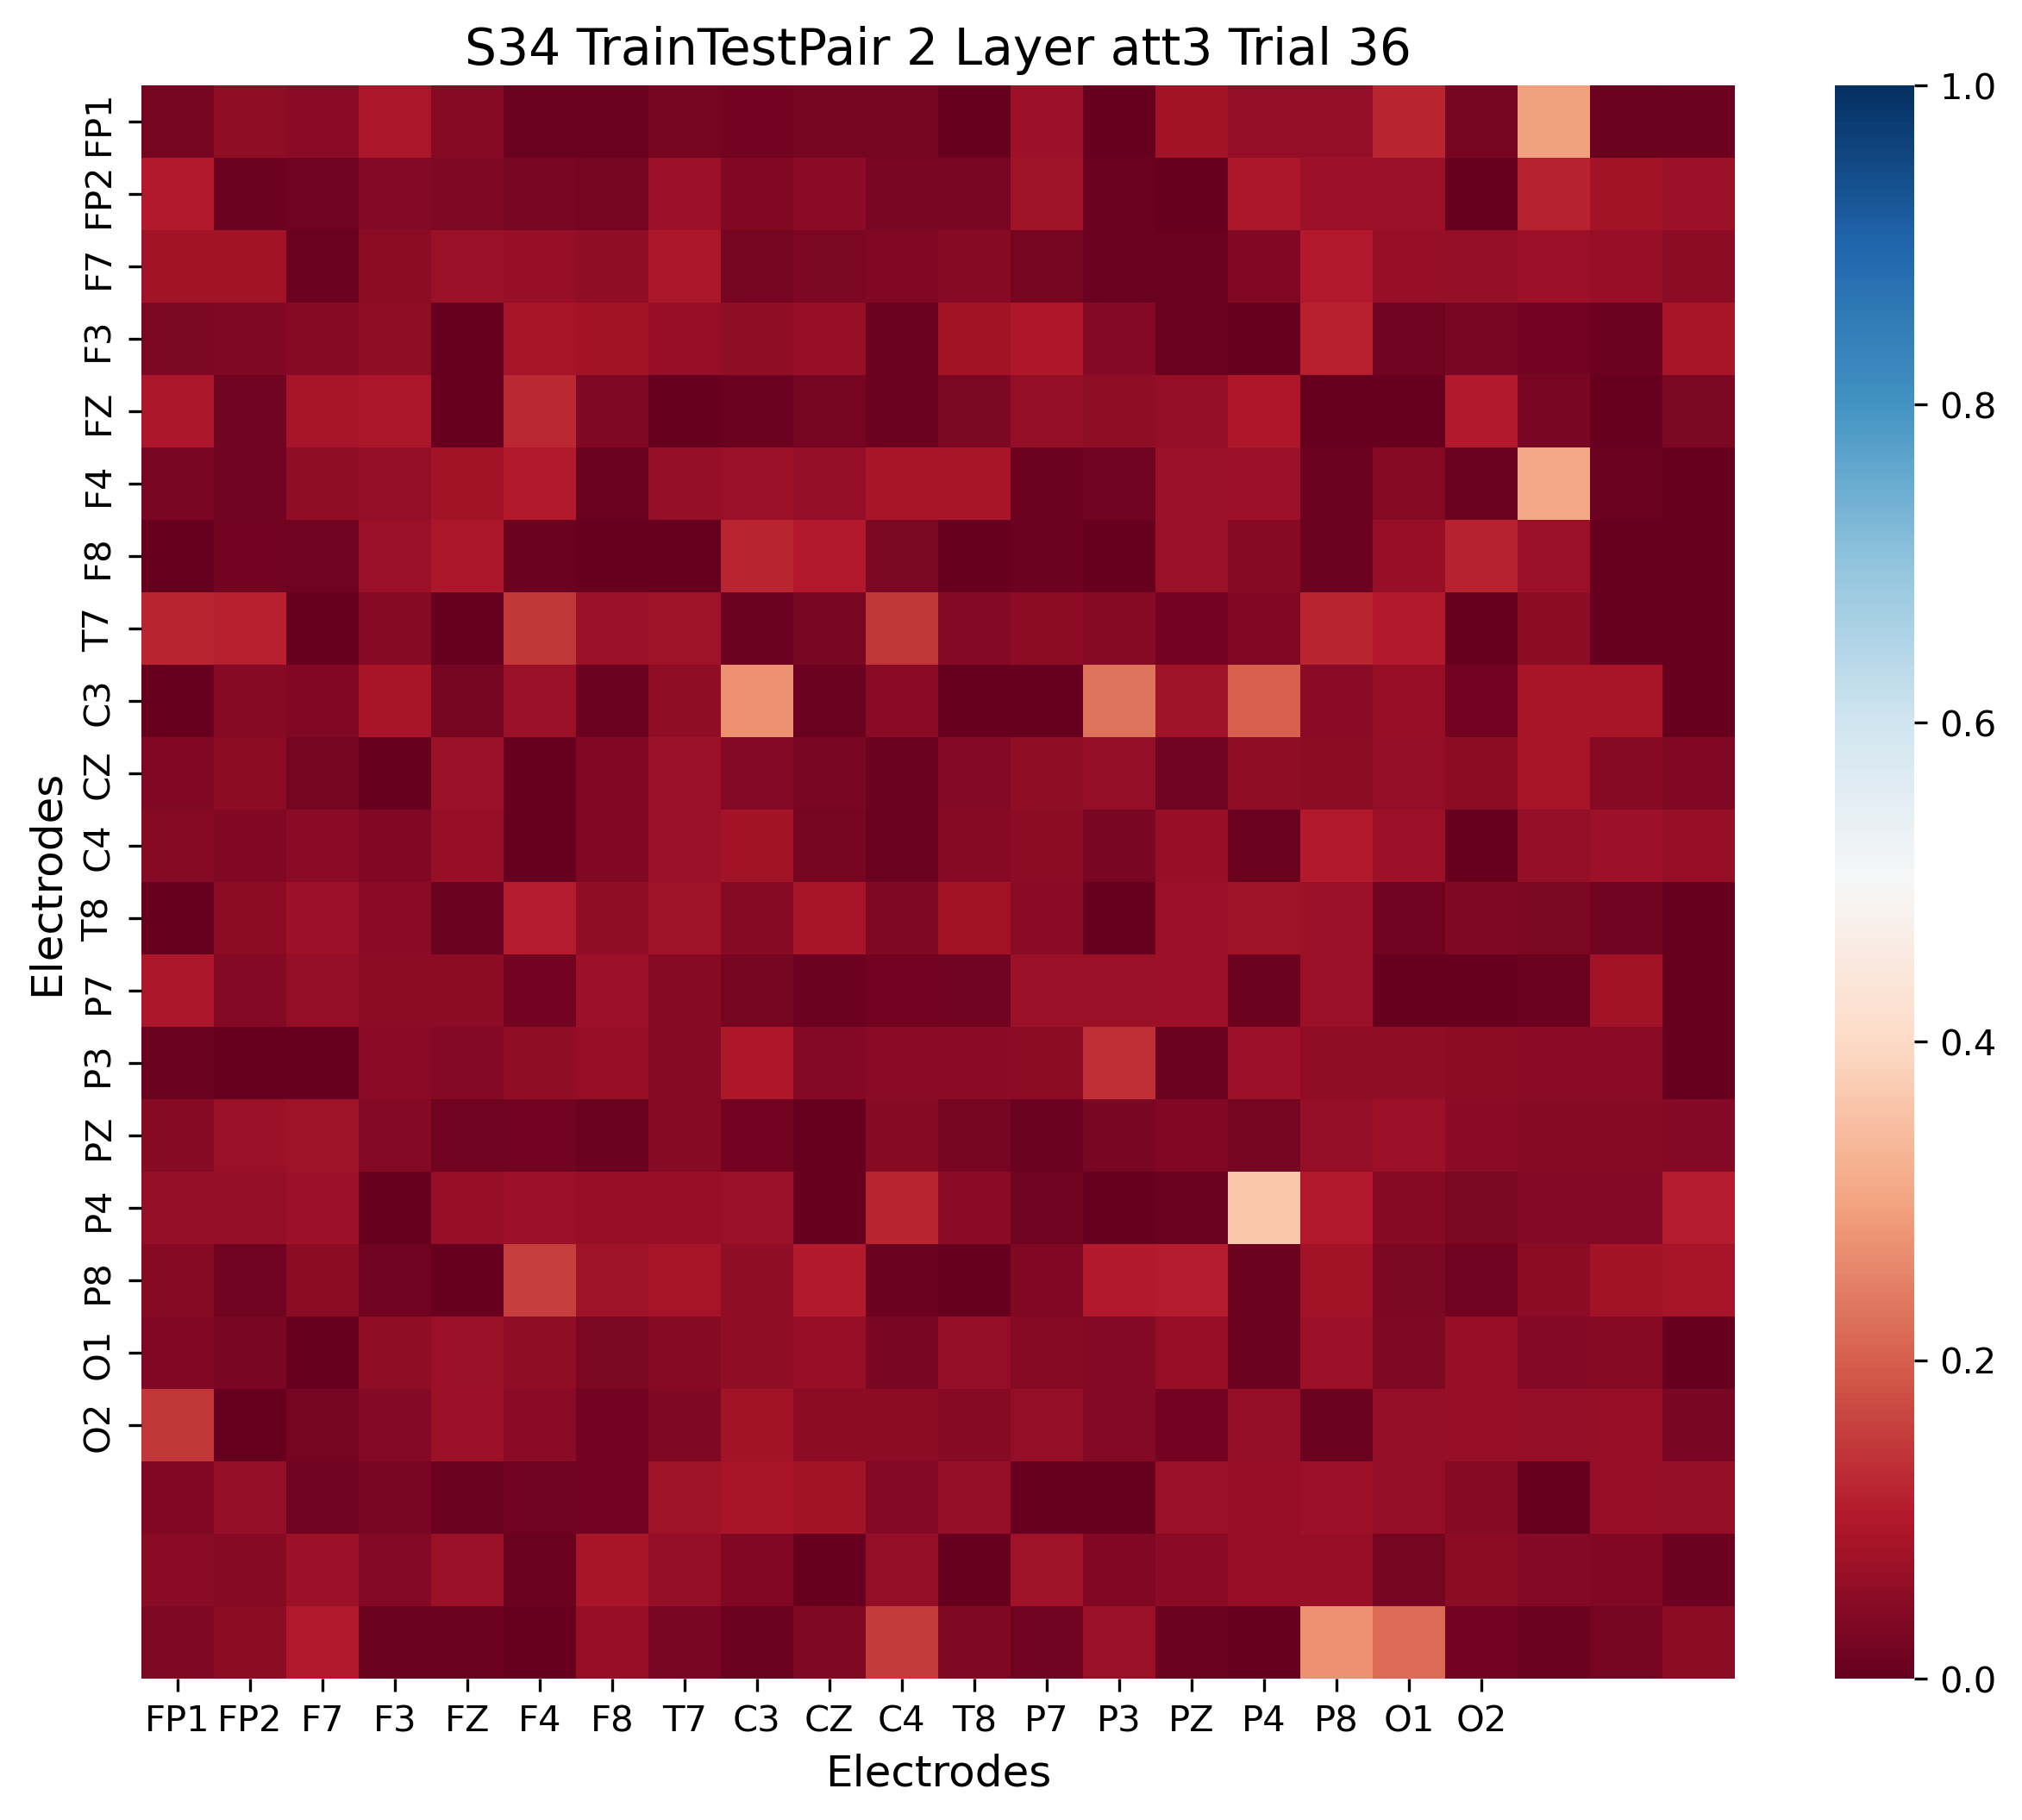 S34 TrainTestPair 2 Layer att3 Trial 36
Electrodes
FP1
FP2
F7
F3
FZ
F4
F8
T7
C3
CZ
C4
T8
P7
P3
PZ
P4
P8
O1
O2
FP1 FP2 F7 F3 FZ F4 F8 T7 C3 CZ C4 T8 P7 P3 PZ P4 P8 O1 O2
Electrodes
1.0
0.8
0.6
0.4
0.2
0.0